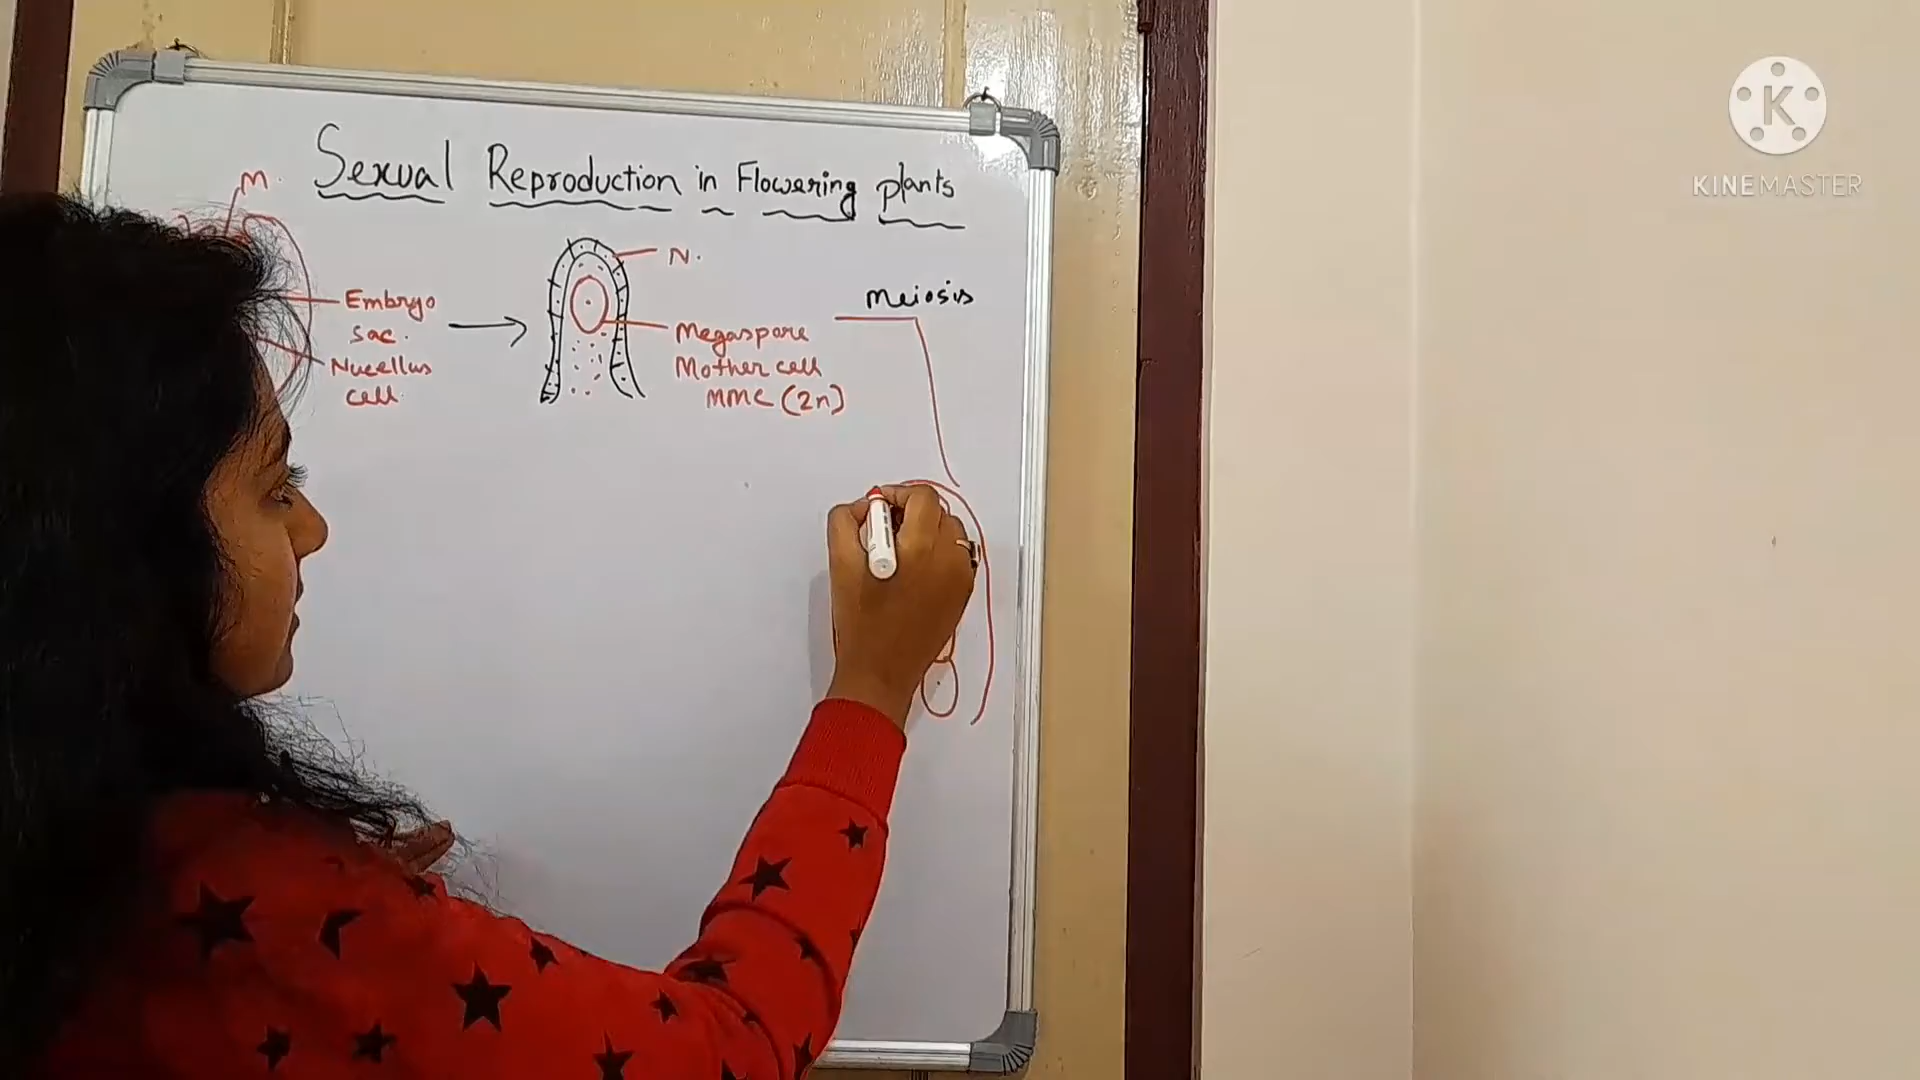 Sexual Reproduction in Flowering plants
M.
N.
Embryo
sac.
Nucellus
cell.
Megaspore
Mother cell
MMC (2n)
Meiosis
K
KINEMASTER